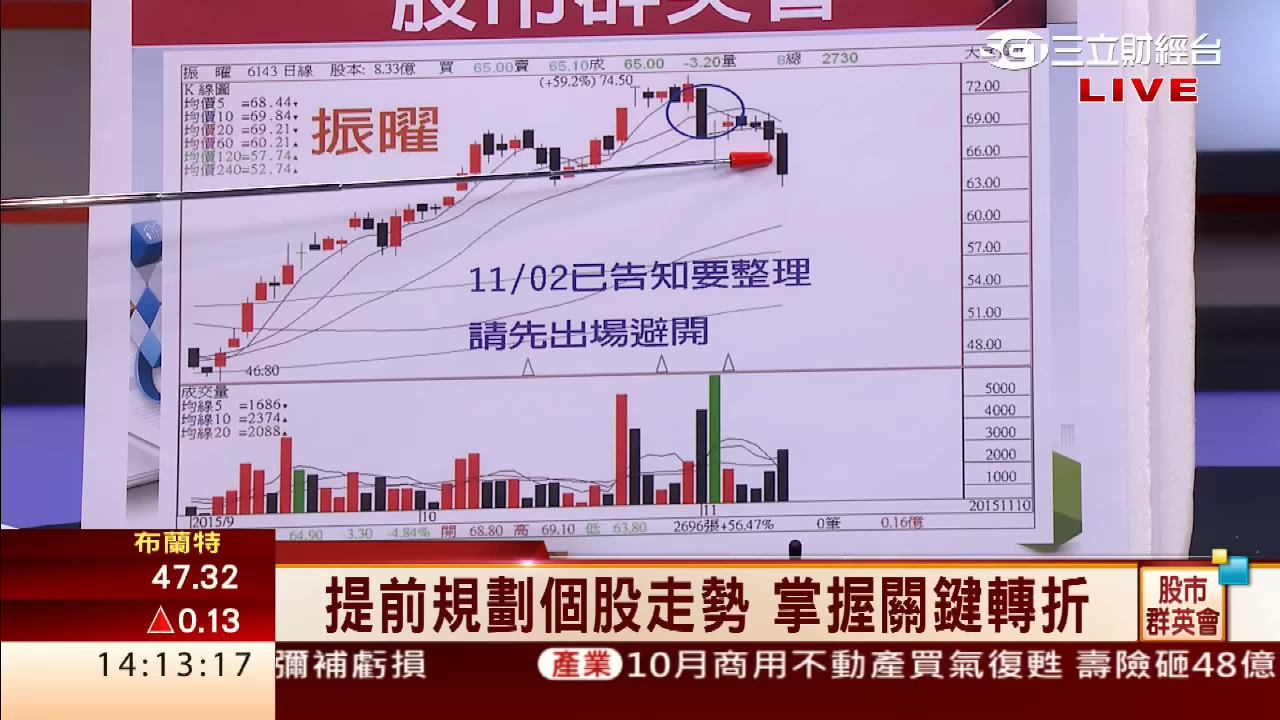 股市群英會
三立財經台
LIVE
振 曜 6143 日線 股本: 8.33億 買 65.00賣 65.10成 65.00 -3.20量 8總 2730
K 線圖
均價5 =68.44▼
均價10 =69.84▼
均價20 =69.21▼
均價60 =60.21▲
均價120=57.74▲
均價240=52.74▲
振曜
(+59.2%) 74.50
72.00
69.00
66.00
63.00
60.00
57.00
54.00
51.00
48.00
11/02已告知要整理
請先出場避開
46.80
成交量
均線5 =1686▼
均線10 =2374▲
均線20 =2088▲
5000
4000
3000
2000
1000
2015/9 10 11 20151110
64.90 -3.30 -4.84% 開 68.80 高 69.10 低 63.80 2696張+56.47% 0筆 0.16億
布蘭特
47.32
△0.13
提前規劃個股走勢 掌握關鍵轉折
股市
群英會
14:13:17
彌補虧損 產業 10月商用不動產買氣復甦 壽險砸48億